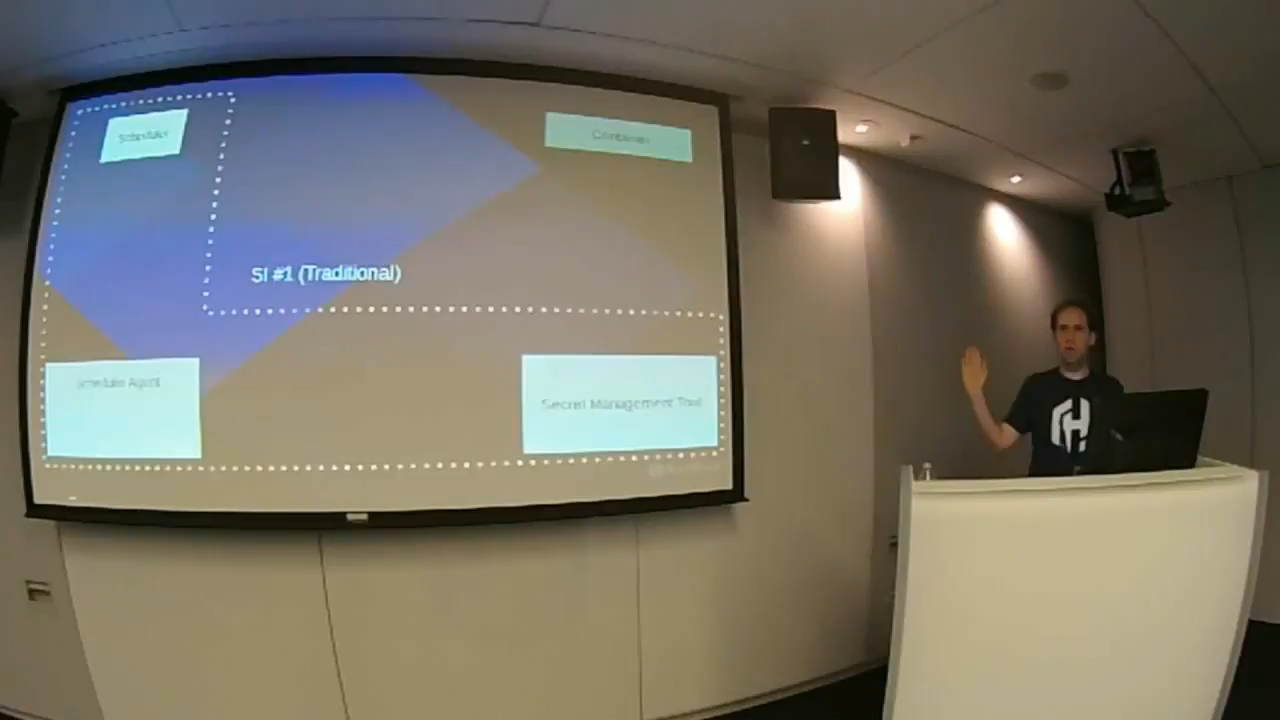 Scheduler
Container
SI #1 (Traditional)
Scheduler Agent
Secret Management Tool